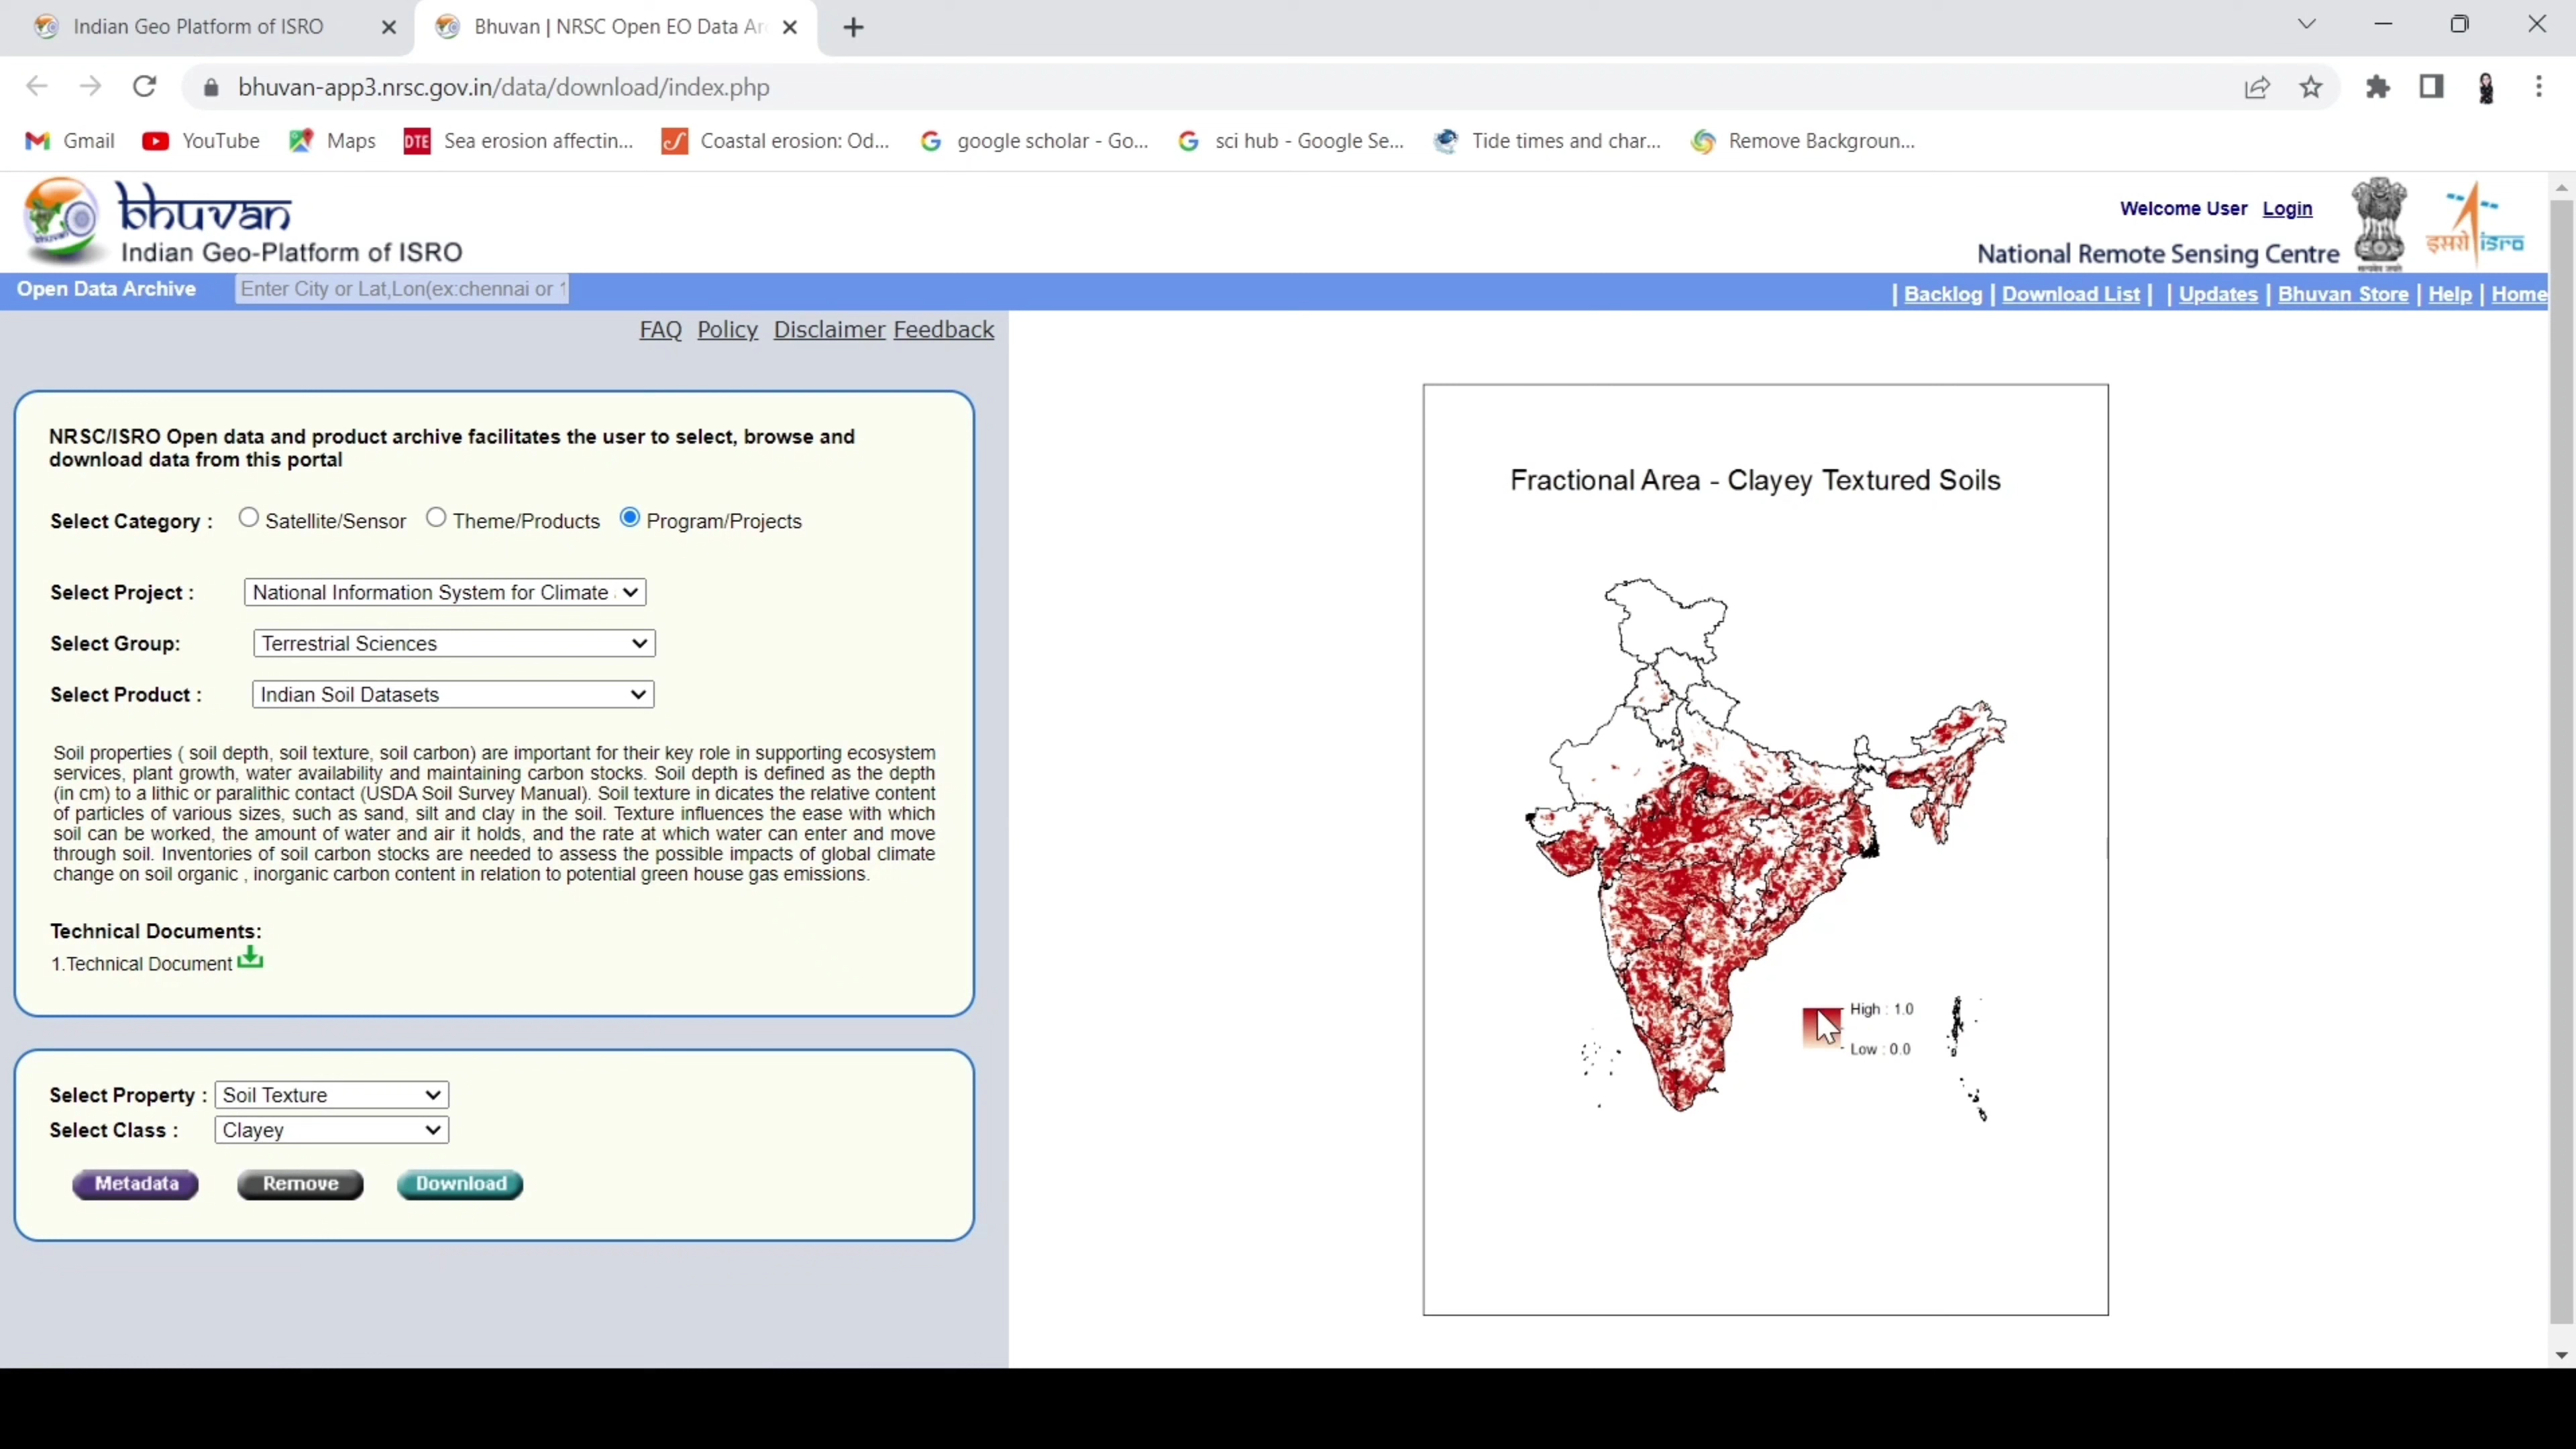 Indian Geo Platform of ISRO
Bhuvan | NRSC Open EO Data Ar
bhuvan-app3.nrsc.gov.in/data/download/index.php
Gmail
YouTube
Maps
DTE
Sea erosion affectin...
Coastal erosion: Od...
google scholar - Go...
sci hub - Google Se...
Tide times and char...
Remove Backgroun...
bhuvan
Indian Geo-Platform of ISRO
Welcome User Login
National Remote Sensing Centre
इसरो isro
Open Data Archive
Enter City or Lat,Lon(ex:chennai or 1
| Backlog | Download List | | Updates | Bhuvan Store | Help | Home
FAQ Policy Disclaimer Feedback
NRSC/ISRO Open data and product archive facilitates the user to select, browse and
download data from this portal
Select Category : Satellite/Sensor Theme/Products Program/Projects
Select Project : National Information System for Climate
Select Group: Terrestrial Sciences
Select Product : Indian Soil Datasets
Soil properties ( soil depth, soil texture, soil carbon) are important for their key role in supporting ecosystem
services, plant growth, water availability and maintaining carbon stocks. Soil depth is defined as the depth
(in cm) to a lithic or paralithic contact (USDA Soil Survey Manual). Soil texture in dicates the relative content
of particles of various sizes, such as sand, silt and clay in the soil. Texture influences the ease with which
soil can be worked, the amount of water and air it holds, and the rate at which water can enter and move
through soil. Inventories of soil carbon stocks are needed to assess the possible impacts of global climate
change on soil organic , inorganic carbon content in relation to potential green house gas emissions.
Technical Documents:
1.Technical Document
Select Property : Soil Texture
Select Class : Clayey
Metadata Remove Download
Fractional Area - Clayey Textured Soils
High : 1.0
Low : 0.0